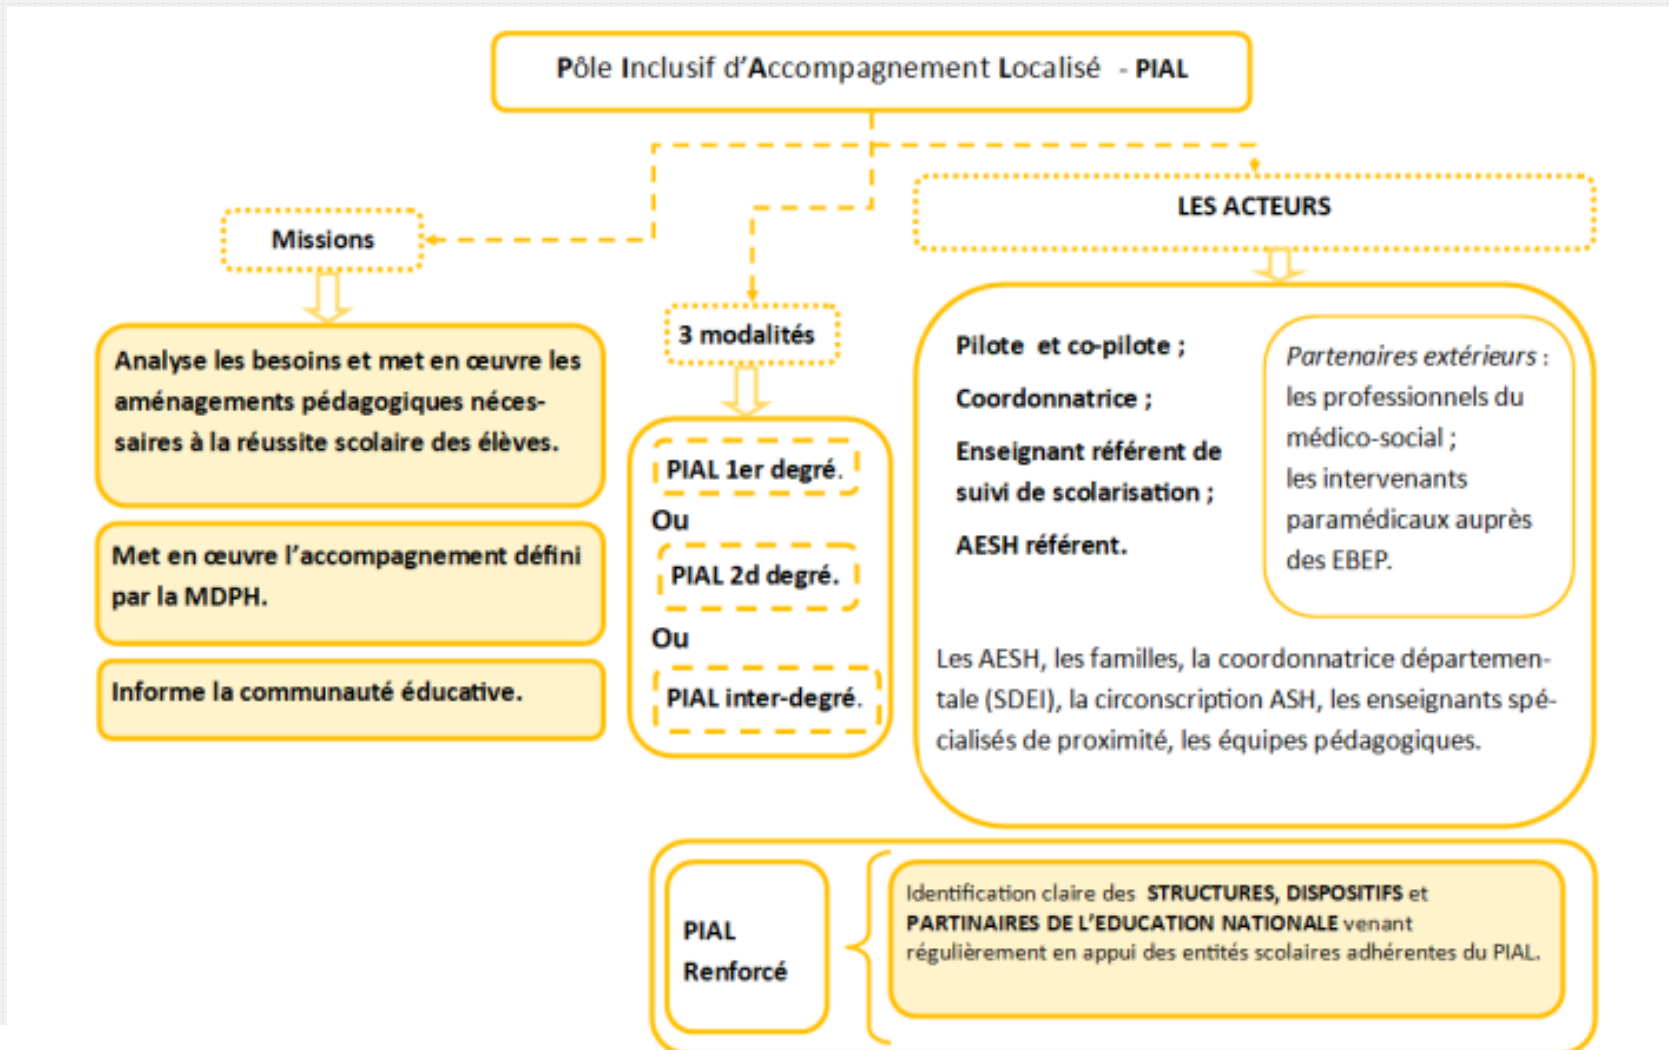 Pôle Inclusif d'Accompagnement Localisé - PIAL
Missions
Analyse les besoins et met en œuvre les
aménagements pédagogiques néces-
saires à la réussite scolaire des élèves.
Met en œuvre l'accompagnement défini
par la MDPH.
Informe la communauté éducative.
3 modalités
PIAL 1er degré.
Ou
PIAL 2d degré.
Ou
PIAL inter-degré.
LES ACTEURS
Pilote et co-pilote ;
Coordonnatrice ;
Enseignant référent de
suivi de scolarisation ;
AESH référent.
Partenaires extérieurs :
les professionnels du
médico-social ;
les intervenants
paramédicaux auprès
des EBEP.
Les AESH, les familles, la coordonnatrice départemen-
tale (SDEI), la circonscription ASH, les enseignants spé-
cialisés de proximité, les équipes pédagogiques.
PIAL
Renforcé
Identification claire des STRUCTURES, DISPOSITIFS et
PARTINAIRES DE L'EDUCATION NATIONALE venant
régulièrement en appui des entités scolaires adhérentes du PIAL.